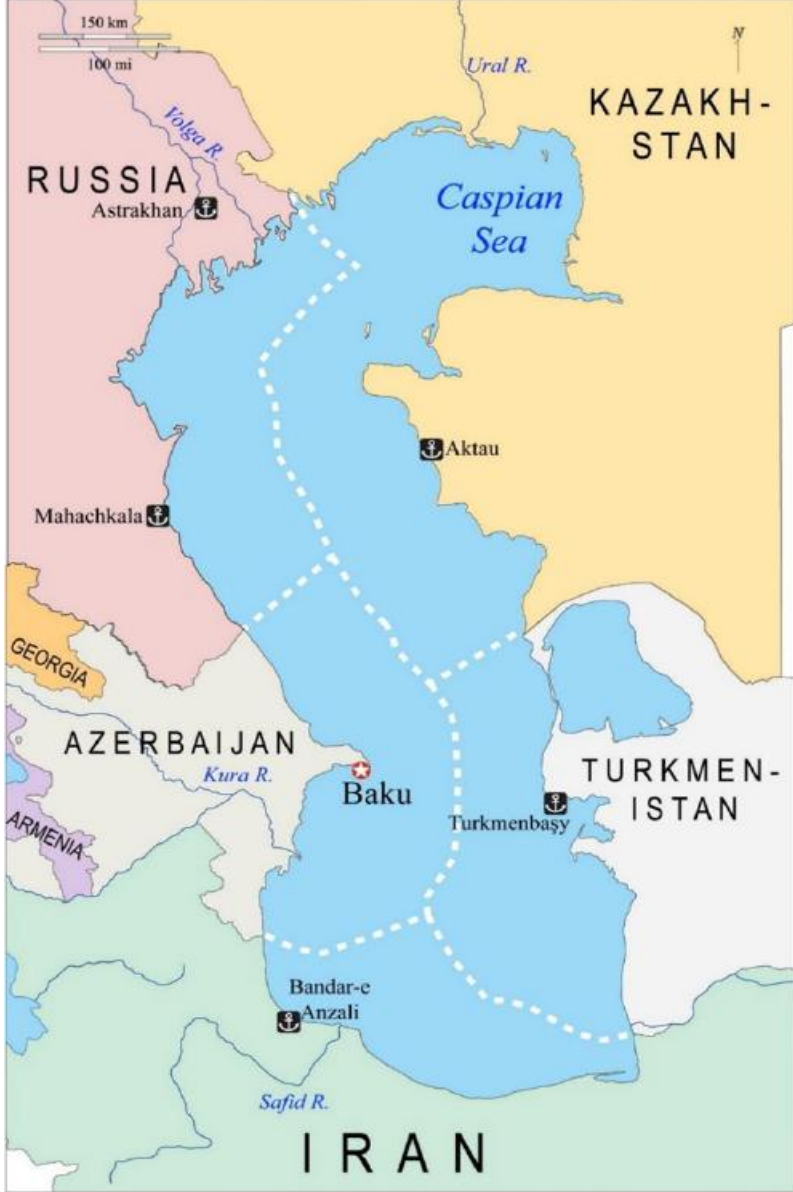 150 km
100 mi
N
Ural R.
KAZAKH-
STAN
Volga R.
RUSSIA
Astrakhan
Caspian
Sea
Aktau
Mahachkala
GEORGIA
AZERBAIJAN
Kura R.
Baku
TURKMEN-
ISTAN
Turkmenbaşy
ARMENIA
Bandar-e
Anzali
Safid R.
IRAN